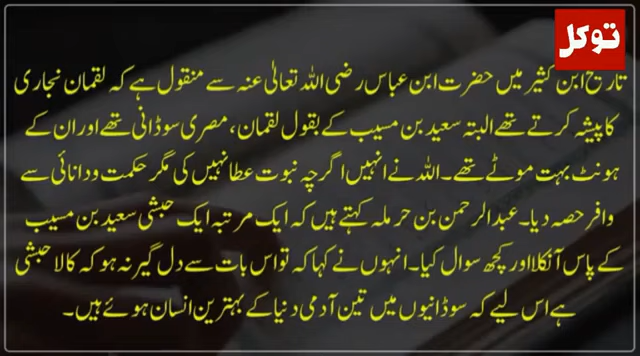 توکل
تاریخ ابن کثیر میں حضرت ابن عباس رضی اللہ تعالیٰ عنہ سے منقول ہے کہ لقمان نجاری
کا پیشہ کرتے تھے البتہ سعید بن مسیب کے بقول لقمان، مصری سوڈانی تھے اور ان کے
ہونٹ بہت موٹے تھے۔ اللہ نے انہیں اگرچہ نبوت عطا نہیں کی مگر حکمت و دانائی سے
وافر حصہ دیا۔ عبدالرحمن بن حرملہ کہتے ہیں کہ ایک مرتبہ ایک حبشی سعید بن مسیب
کے پاس آنکلا اور کچھ سوال کیا۔ انہوں نے کہا کہ تو اس بات سے دل گیر نہ ہو کہ کالا حبشی
ہے اس لیے کہ سوڈانیوں میں تین آدمی دنیا کے بہترین انسان ہوئے ہیں۔